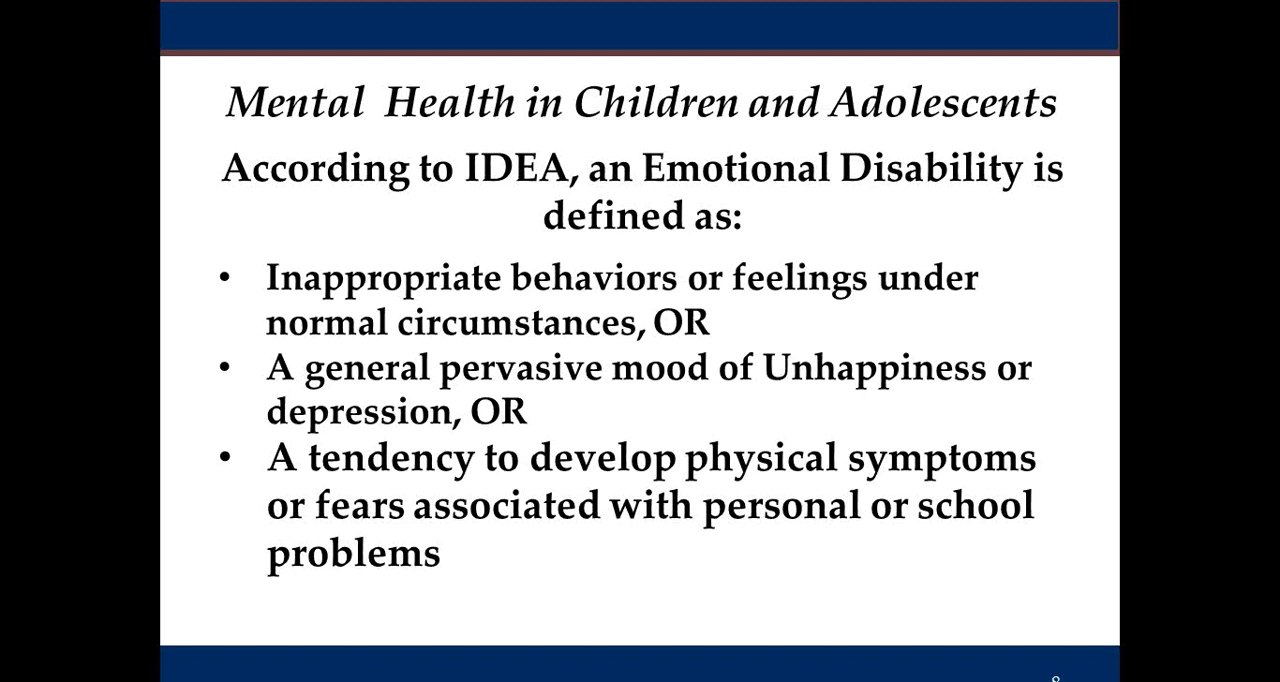 Mental Health in Children and Adolescents
According to IDEA, an Emotional Disability is
defined as:
• Inappropriate behaviors or feelings under
normal circumstances, OR
• A general pervasive mood of Unhappiness or
depression, OR
• A tendency to develop physical symptoms
or fears associated with personal or school
problems